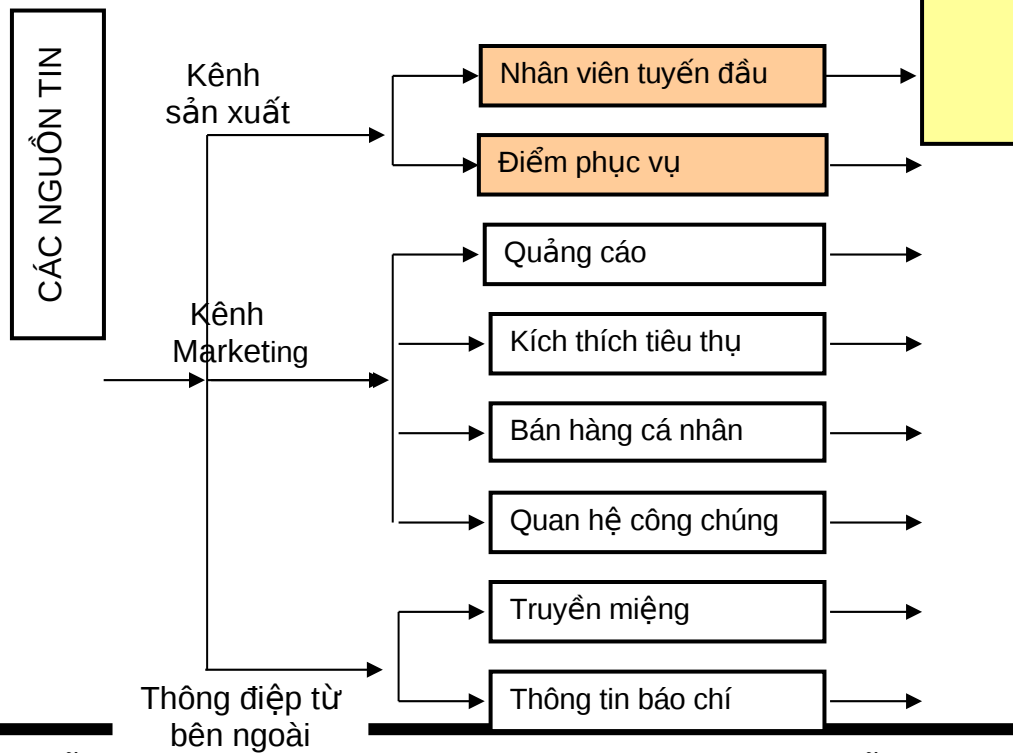 CÁC NGUỒN TIN
Kênh
sản xuất
Nhân viên tuyến đầu
Điểm phục vụ
Kênh
Marketing
Quảng cáo
Kích thích tiêu thụ
Bán hàng cá nhân
Quan hệ công chúng
Thông điệp từ
bên ngoài
Truyền miệng
Thông tin báo chí